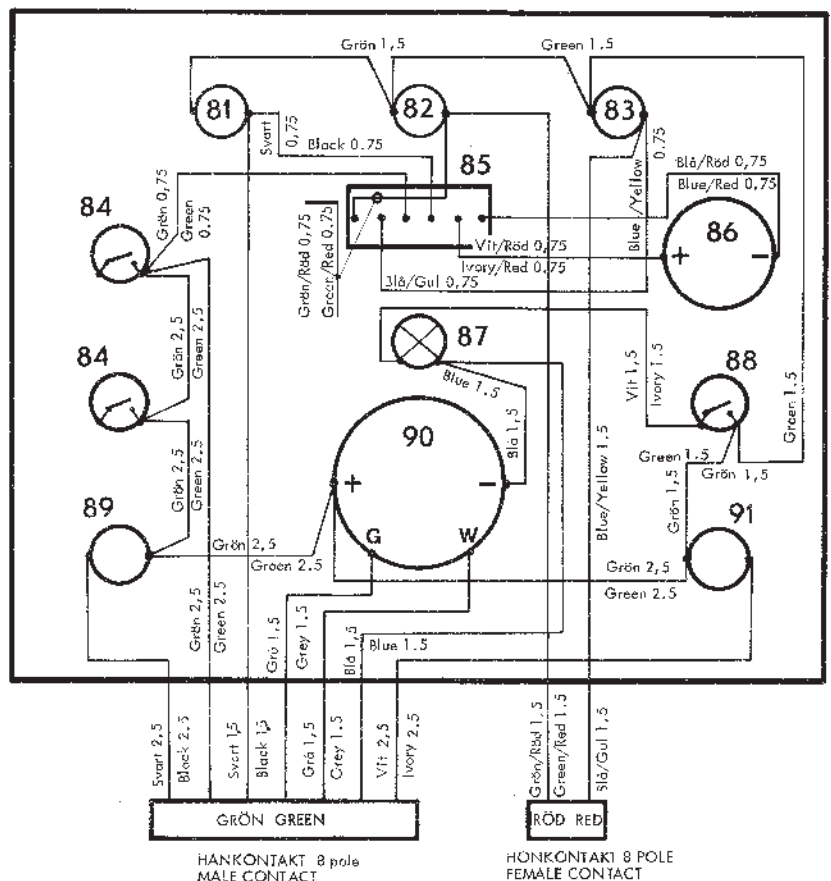 Grön 1,5
Green 1.5
81
82
83
Svart
0,75
Black 0.75
85
Blue/Yellow
0.75
Blå/Röd 0,75
Blue/Red 0,75
84
Grön 0,75
Green
0.75
86
+
-
Grön/Röd 0,75
Green/Red 0.75
Vit/Röd 0,75
Ivory/Red 0.75
Blå/Gul 0,75
87
Blue 1.5
Blå 1,5
Vit 1,5
Ivory 1.5
88
Green 1.5
Grön 2,5
Green 2.5
84
Grön 2,5
Green 2.5
90
+
-
G
W
Blue/Yellow 1.5
Green 1.5
Grön 1,5
Grön 1,5
91
89
Grön 2,5
Green 2.5
Grön 2,5
Green 2.5
Grön 2,5
Green 2.5
Grå 1,5
Grey 1.5
Blå 1,5
Blue 1.5
Svart 2,5
Black 2.5
Svart 1,5
Black 1,5
Grå 1,5
Grey 1.5
Vit 2,5
Ivory 2.5
Grön/Röd 1.5
Green/Red 1.5
Blå/Gul 1,5
GRÖN GREEN
RÖD RED
HANKONTAKT 8 pole
MALE CONTACT
HONKONTAKT 8 POLE
FEMALE CONTACT